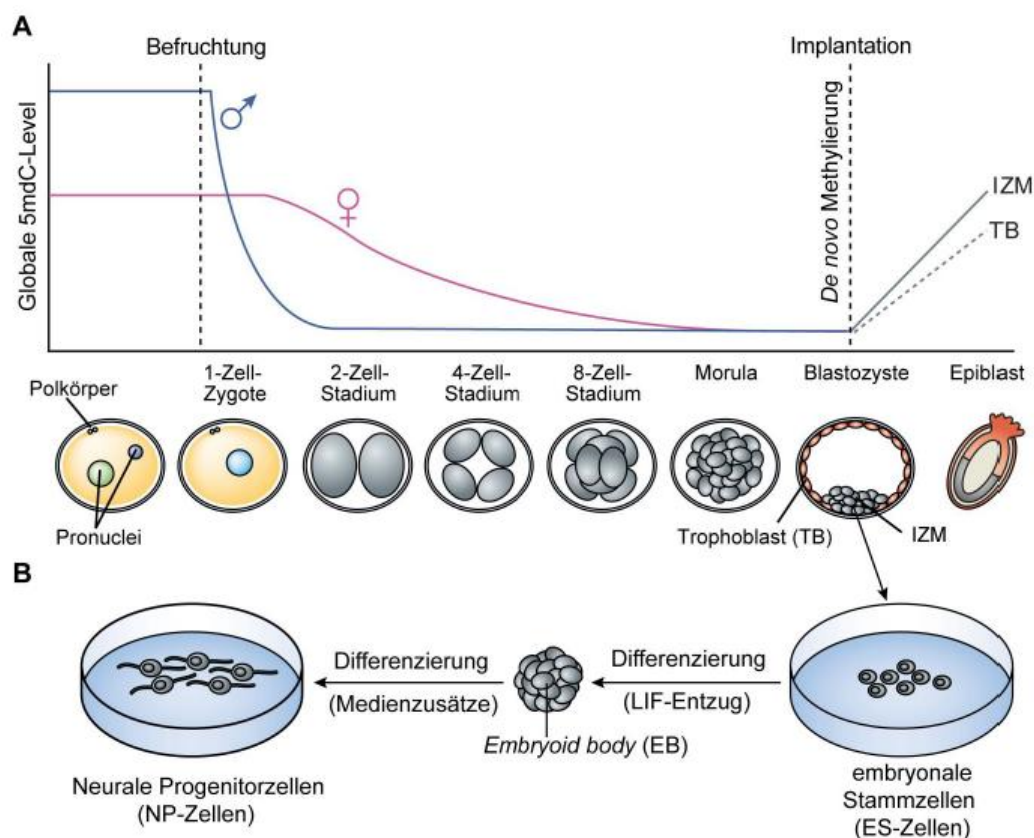 A
Befruchtung
Implantation
Globale 5mdC-Level
♂
♀
De novo Methylierung
IZM
TB
Polkörper
1-Zell-
Zygote
2-Zell-
Stadium
4-Zell-
Stadium
8-Zell-
Stadium
Morula
Blastozyste
Epiblast
Pronuclei
Trophoblast (TB)
IZM
B
Differenzierung
(Medienzusätze)
Differenzierung
(LIF-Entzug)
Embryoid body (EB)
Neurale Progenitorzellen
(NP-Zellen)
embryonale
Stammzellen
(ES-Zellen)